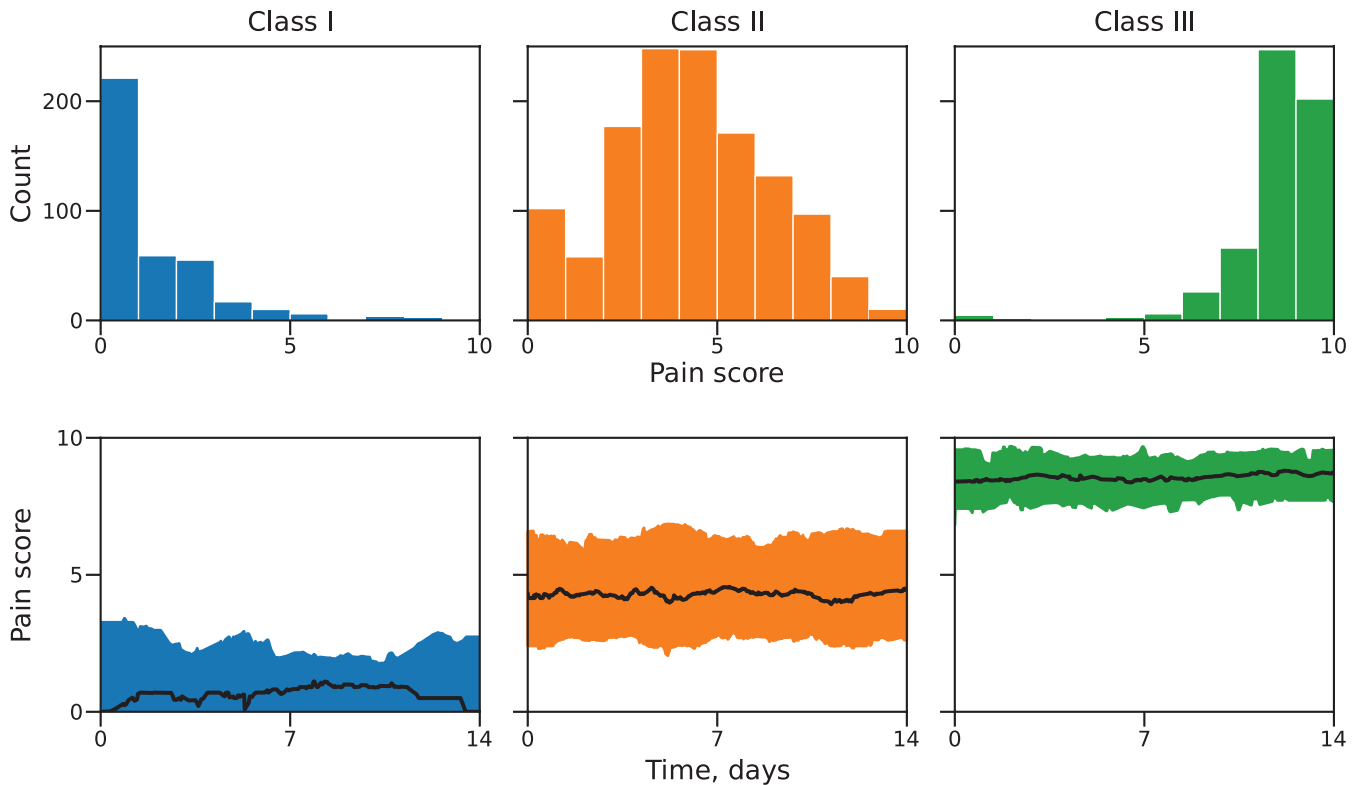 Class I Class II Class III
Count
200
100
0
0 5 10 0 5 10 0 5 10
Pain score
Pain score
10
5
0
0 7 14 0 7 14 0 7 14
Time, days